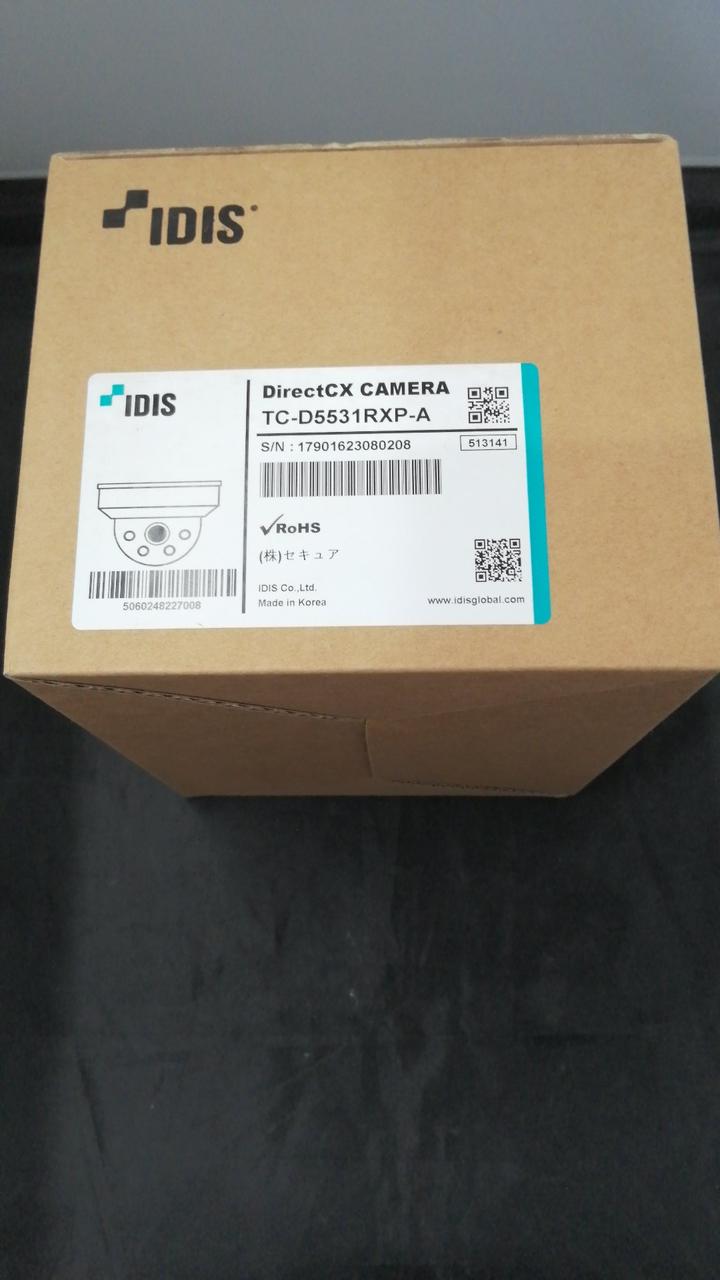 IDIS
IDIS
DirectCX CAMERA
TC-D5531RXP-A
S/N : 17901623080208
513141
RoHS
(株)セキュア
IDIS Co.,Ltd.
Made in Korea
www.idisglobal.com
5060248227008